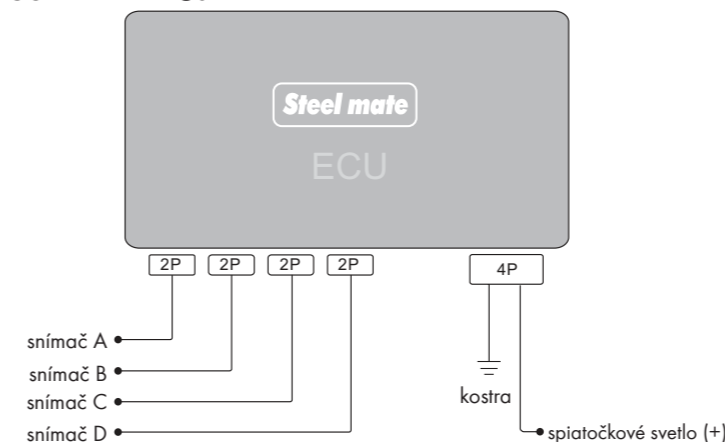 Steel mate
ECU
2P 2P 2P 2P 4P
snímač A
snímač B
snímač C
snímač D
kostra
spiatočkové svetlo (+)